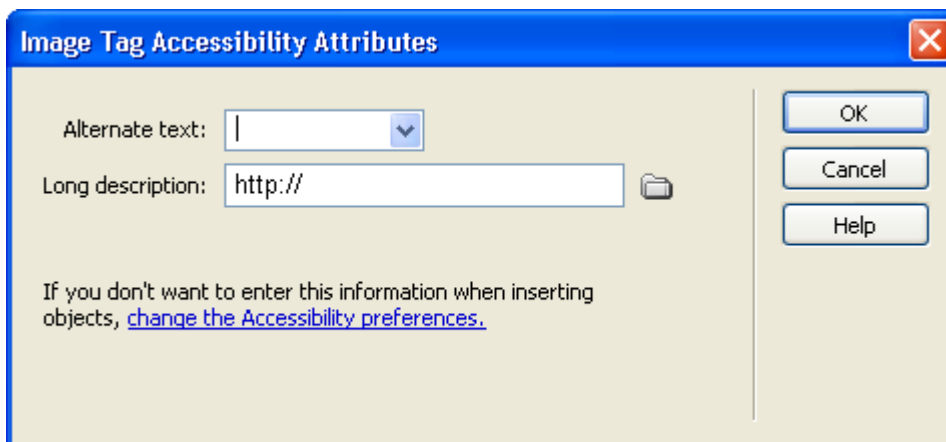 Image Tag Accessibility Attributes
Alternate text:
OK
Long description: http://
Cancel
Help
If you don't want to enter this information when inserting
objects, change the Accessibility preferences.